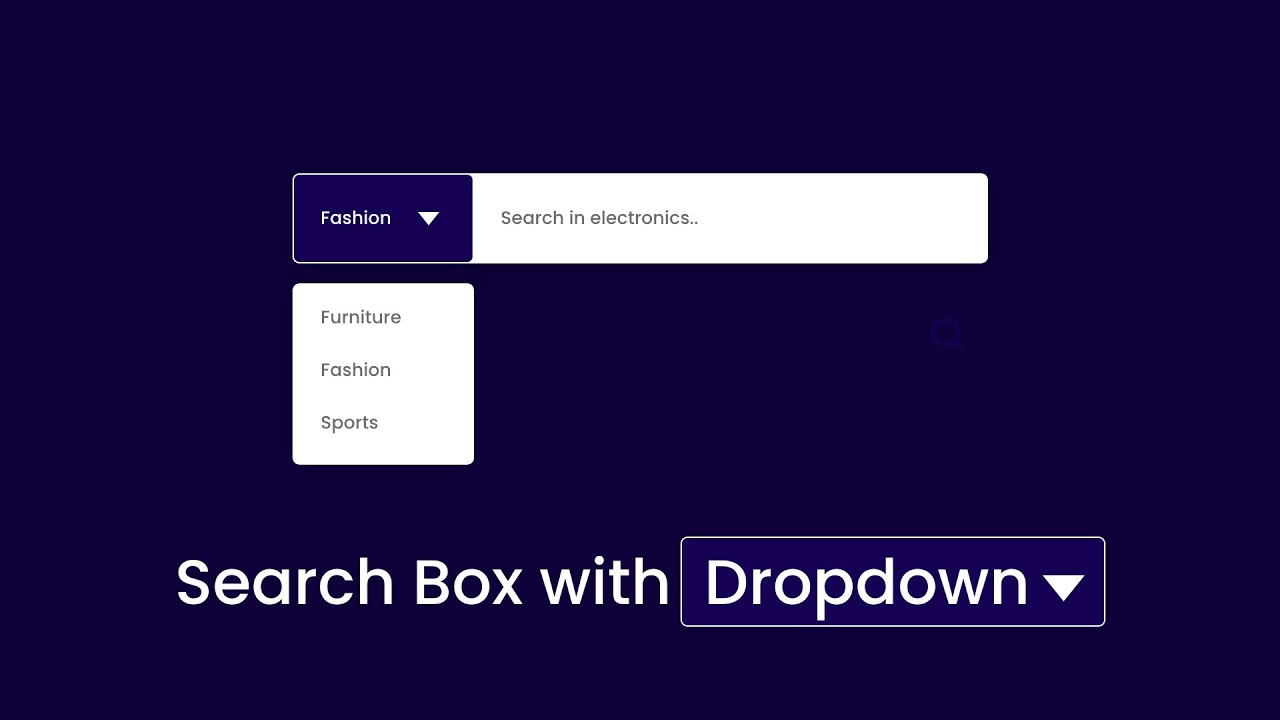 Fashion
Search in electronics..
Furniture
Fashion
Sports
Search Box with Dropdown